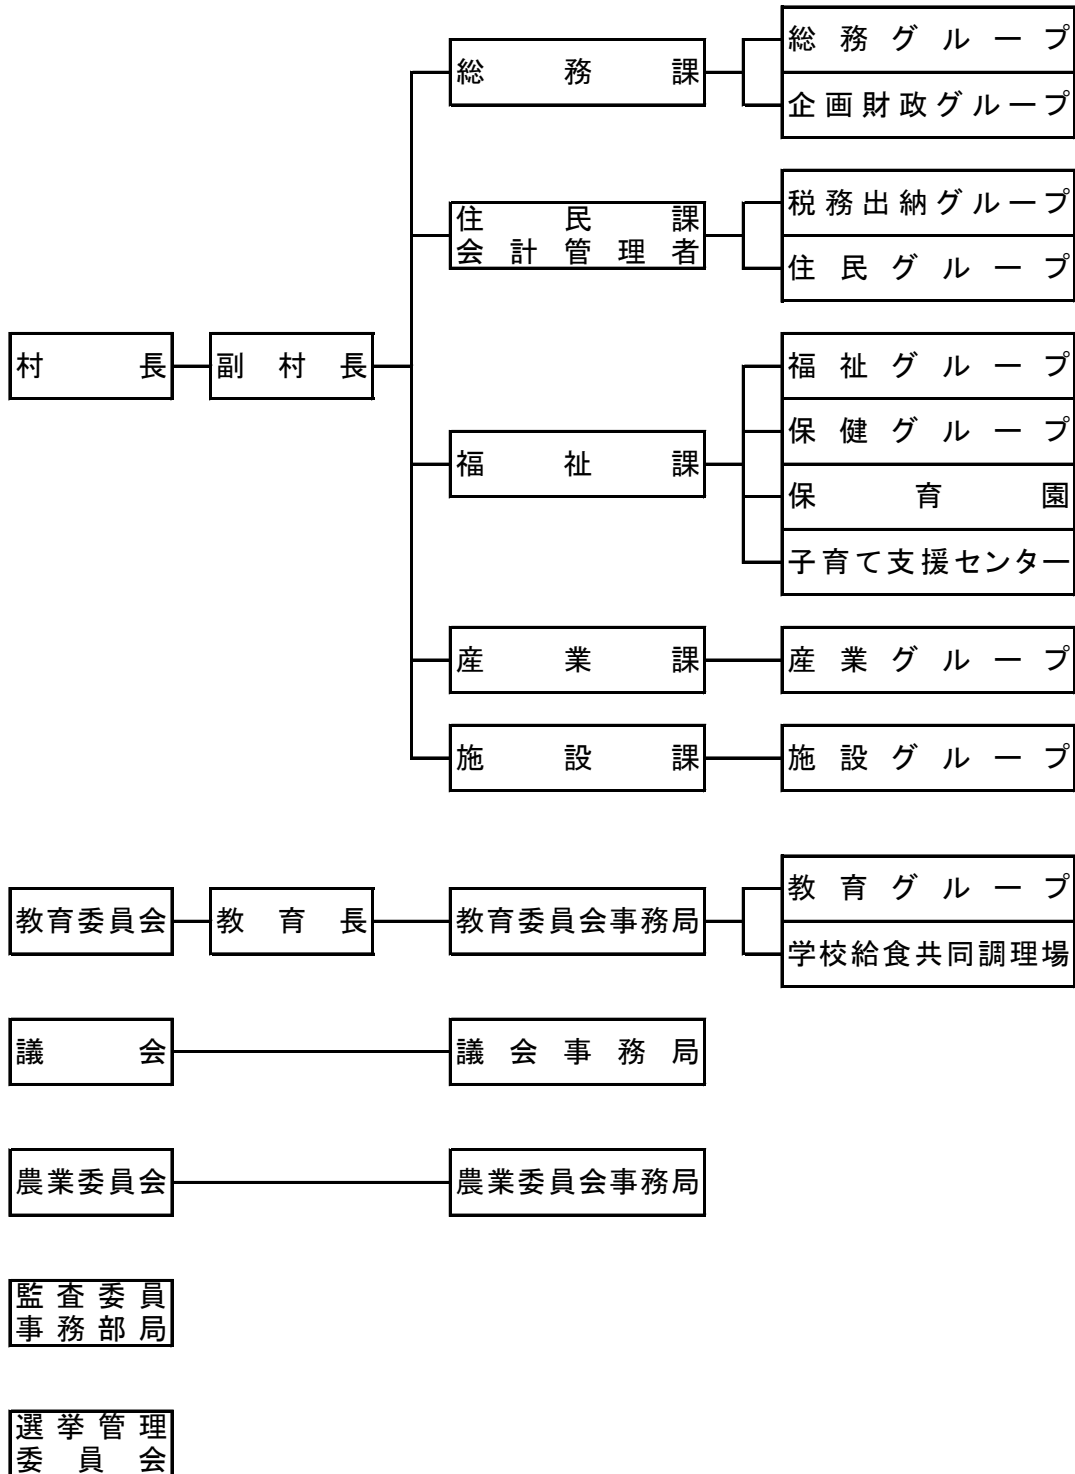 総務グループ
総務課
企画財政グループ
税務出納グループ
住民課
会計管理者
住民グループ
村長
副村長
福祉グループ
保健グループ
福祉課
保育園
子育て支援センター
産業課
産業グループ
施設課
施設グループ
教育グループ
教育委員会
教育長
教育委員会事務局
学校給食共同調理場
議会
議会事務局
農業委員会
農業委員会事務局
監査委員
事務部局
選挙管理
委員会